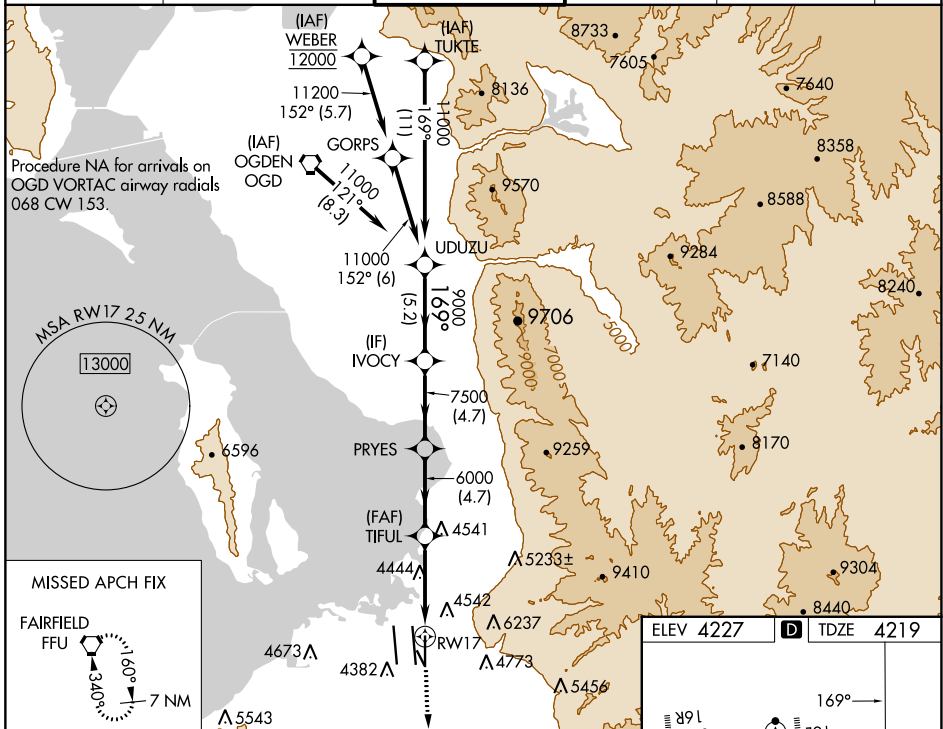 (IAF)
WEBER
12000
(IAF)
TUKTE
8733
7605
7640
8136
11200
152° (5.7)
11000
169°
(11)
GORPS
(IAF)
OGDEN
OGD
11000
121°
(8.3)
8358
Procedure NA for arrivals on
OGD VORTAC airway radials
068 CW 153.
9570
8588
UDUZU
9284
11000
152° (6)
8240
9000
169°
(5.2)
MSA RW17 25 NM
13000
9706
5000
7000
9000
(IF)
IVOCY
7140
7500
(4.7)
PRYES
6596
9259
8170
6000
(4.7)
(FAF)
TIFUL
4541
5233±
4444
9410
9304
MISSED APCH FIX
4542
8440
FAIRFIELD
FFU
6237
160°
340°
7 NM
RW17
4673
4382
4773
5456
5543
ELEV 4227
D
TDZE 4219
169°
16R